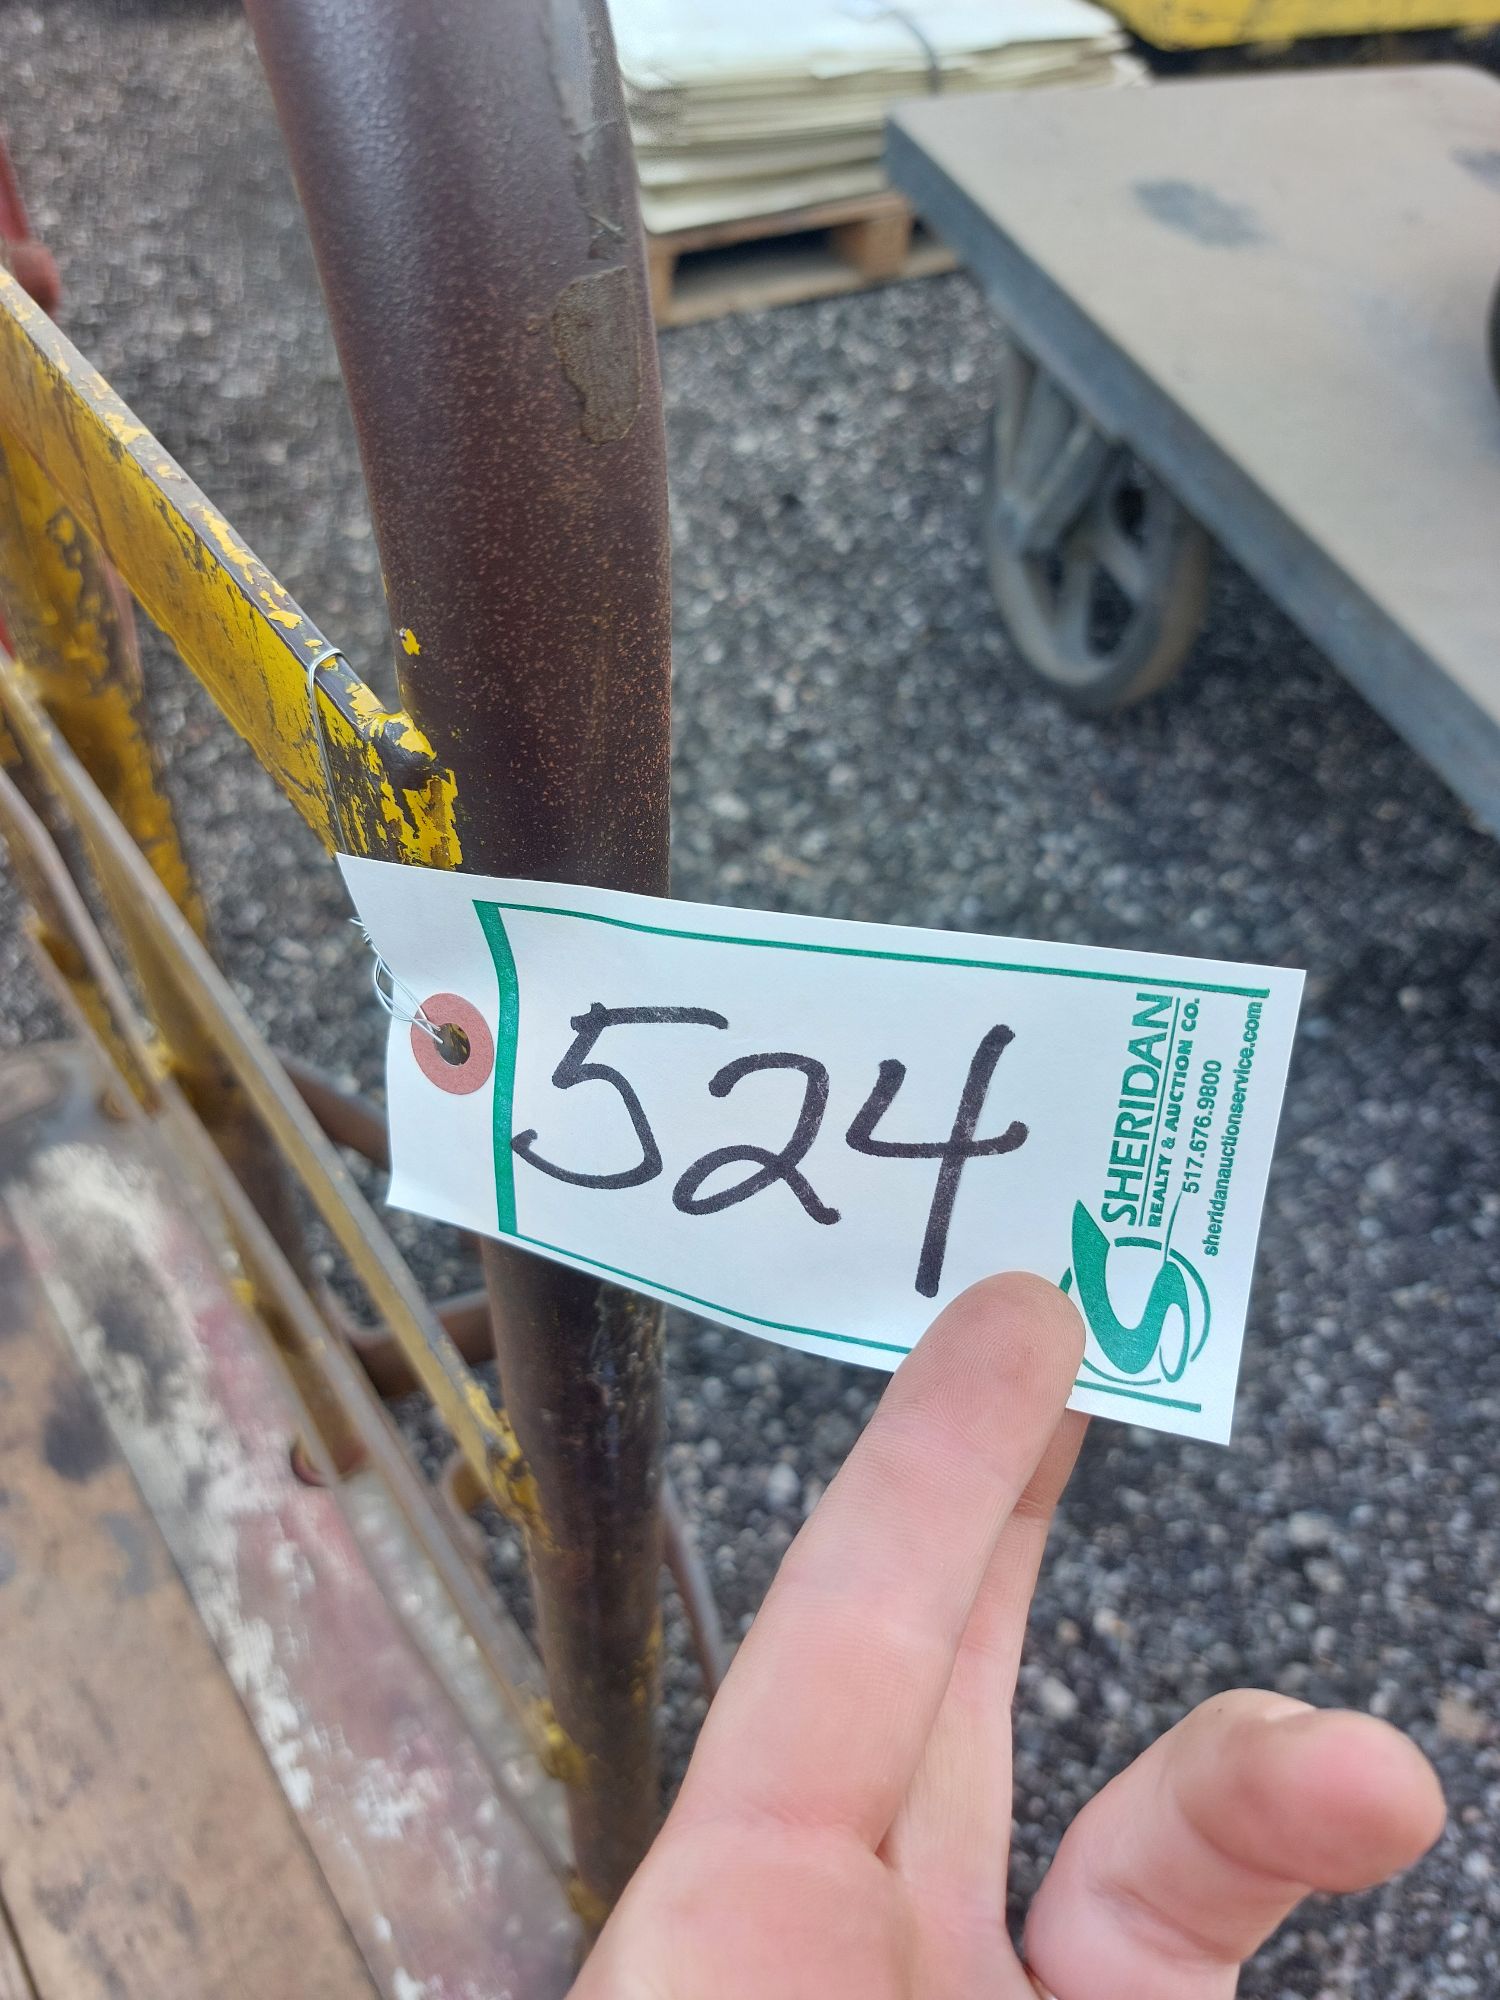 524
SHERIDAN
REALTY & AUCTION CO.
517.676.9800
sheridanauctionservice.com